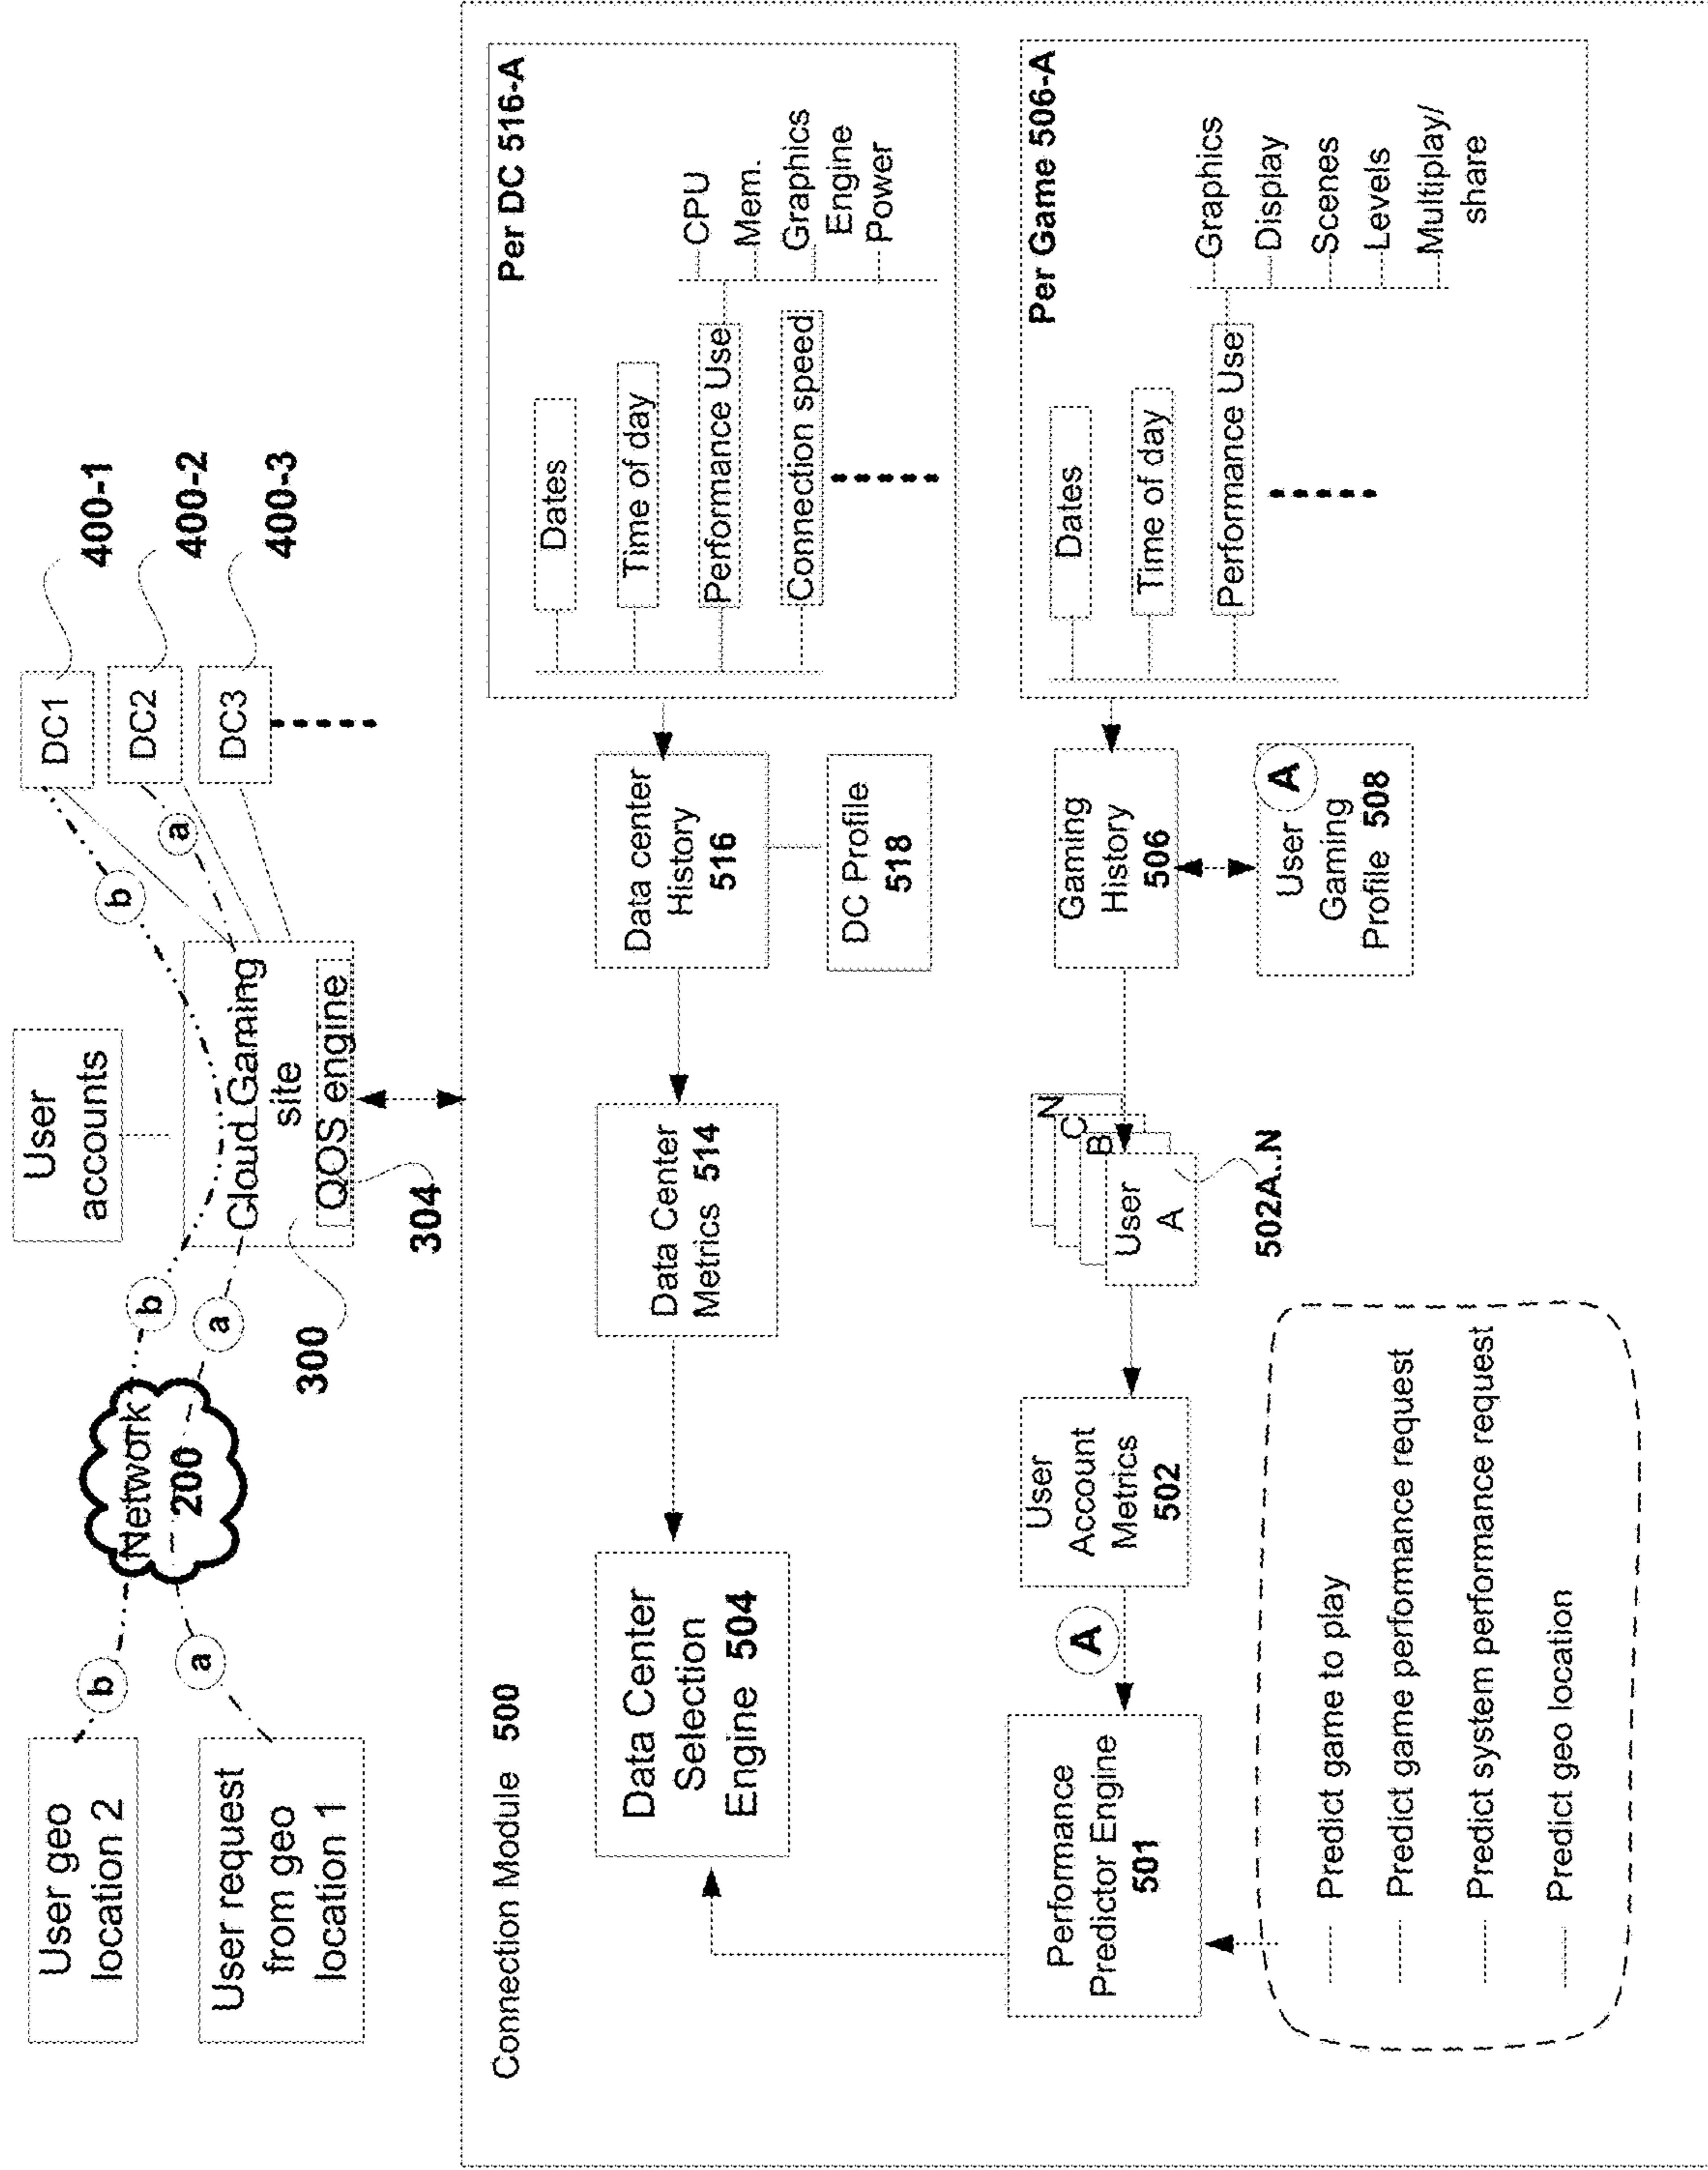 User geo
location 2
User request
from geo
location 1
b
a
Network
200
b
a
300
User
accounts
Cloud Gaming
site
QOS engine
304
b
a
DC1
DC2
DC3
400-1
400-2
400-3
Connection Module 500
Data Center
Selection
Engine 504
Data Center
Metrics 514
Data center
History
516
DC Profile
518
Per DC 516-A
Dates
Time of day
Performance Use
Connection speed
CPU
Mem.
Graphics
Engine
Power
Performance
Predictor Engine
501
A
User
Account
Metrics
502
N
C
B
User
A
502A..N
Gaming
History
506
A
User
Gaming
Profile 508
Per Game 506-A
Dates
Time of day
Performance Use
Graphics
Display
Scenes
Levels
Multiplay/
share
Predict game to play
Predict game performance request
Predict system performance request
Predict geo location